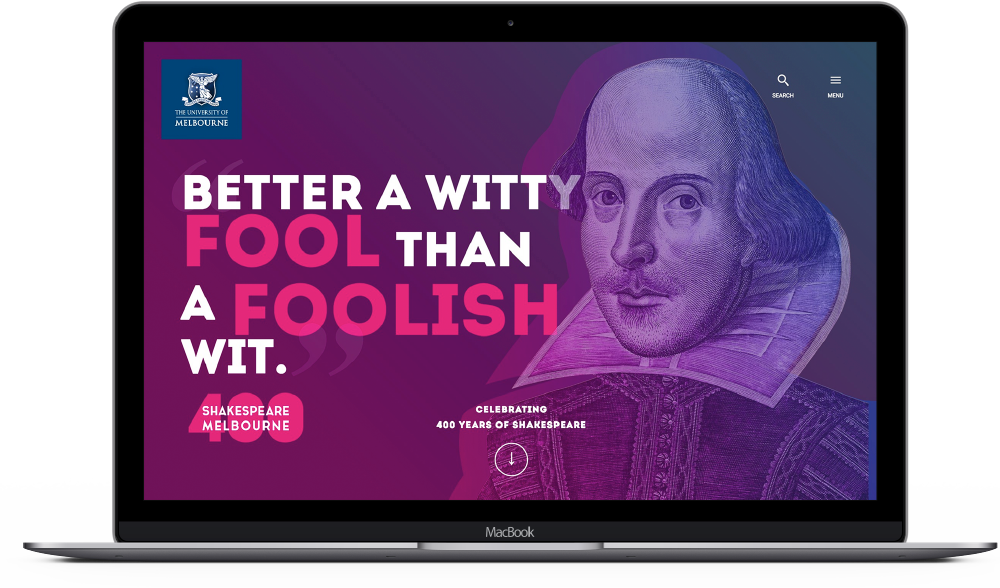 THE UNIVERSITY OF
MELBOURNE
SEARCH
MENU
“BETTER A WITTY
FOOL THAN
A FOOLISH
WIT.”
400
SHAKESPEARE
MELBOURNE
CELEBRATING
400 YEARS OF SHAKESPEARE
MacBook